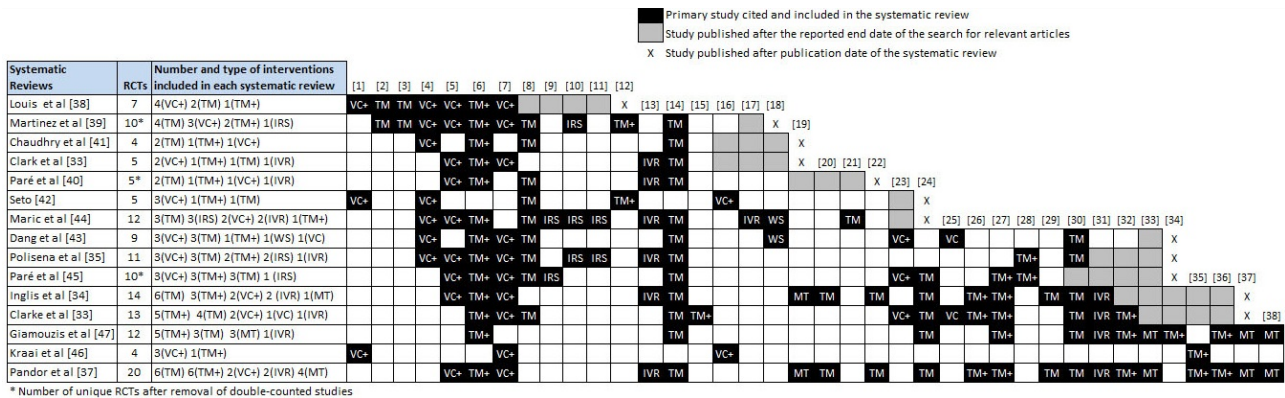 Primary study cited and included in the systematic review
Study published after the reported end date of the search for relevant articles
X Study published after publication date of the systematic review
Systematic Reviews RCTs Number and type of interventions included in each systematic review [1] [2] [3] [4] [5] [6] [7] [8] [9] [10] [11] [12]
Louis et al [38] 7 4(VC+) 2(TM) 1(TM+) VC+ TM TM VC+ VC+ TM+ VC+ X [13] [14] [15] [16] [17] [18]
Martinez et al [39] 10* 4(TM) 3(VC+) 2(TM+) 1(IRS) TM TM VC+ VC+ TM+ VC+ TM IRS TM+ TM X [19]
Chaudhry et al [41] 4 2(TM) 1(TM+) 1(VC+) VC+ TM+ TM TM X
Clark et al [33] 5 2(VC+) 1(TM+) 1(TM) 1(IVR) VC+ TM+ VC+ IVR TM X [20] [21] [22]
Paré et al [40] 5* 2(TM) 1(TM+) 1(VC+) 1(IVR) VC+ TM+ TM IVR TM X [23] [24]
Seto [42] 5 3(VC+) 1(TM+) 1(TM) VC+ VC+ TM TM+ VC+ X
Maric et al [44] 12 3(TM) 3(IRS) 2(VC+) 2(IVR) 1(TM+) VC+ VC+ TM+ TM IRS IRS IRS IVR TM IVR WS TM X [25] [26] [27] [28] [29] [30] [31] [32] [33] [34]
Dang et al [43] 9 3(VC+) 3(TM) 1(TM+) 1(WS) 1(VC) VC+ TM+ VC+ TM TM WS VC+ VC TM X
Polisena et al [35] 11 3(VC+) 3(TM) 2(TM+) 2(IRS) 1(IVR) VC+ VC+ TM+ VC+ TM IRS IRS IVR TM TM+ TM X
Paré et al [45] 10* 3(VC+) 3(TM+) 3(TM) 1 (IRS) VC+ TM+ VC+ TM IRS TM VC+ TM TM+ TM+ X [35] [36] [37]
Inglis et al [34] 14 6(TM) 3(TM+) 2(VC+) 2 (IVR) 1(MT) VC+ TM+ VC+ IVR TM MT TM TM TM TM+ TM+ TM TM IVR X
Clarke et al [33] 13 5(TM+) 4(TM) 2(VC+) 1(VC) 1(IVR) TM+ VC+ TM TM TM+ VC+ TM VC TM+ TM IVR TM+ X [38]
Giamouzis et al [47] 12 5(TM+) 3(TM) 3(MT) 1(IVR) TM+ TM TM TM+ TM IVR TM+ MT TM+ TM+ MT MT
Kraai et al [46] 4 3(VC+) 1(TM+) VC+ VC+ VC+ TM+
Pandor et al [37] 20 6(TM) 6(TM+) 2(VC+) 2(IVR) 4(MT) VC+ TM+ VC+ IVR TM MT TM TM TM TM+ TM+ TM TM IVR TM+ MT TM+ TM+ MT MT
* Number of unique RCTs after removal of double-counted studies